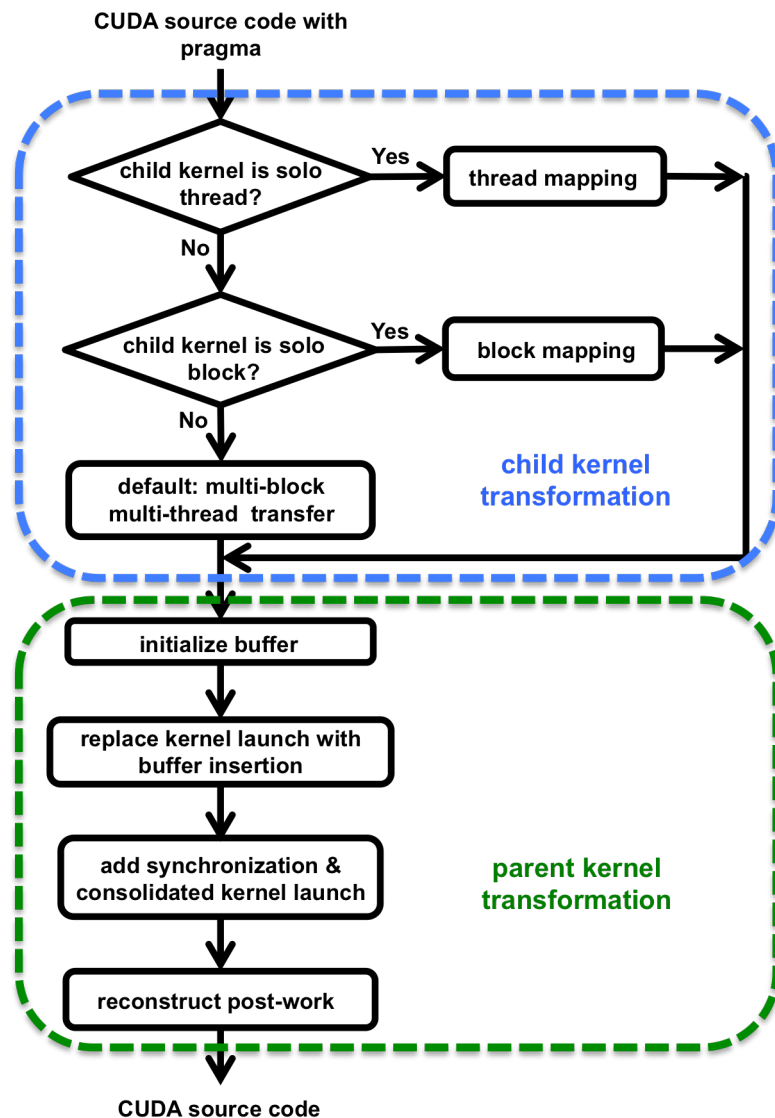 CUDA source code with
pragma
child kernel is solo
thread?
Yes
thread mapping
No
child kernel is solo
block?
Yes
block mapping
No
default: multi-block
multi-thread transfer
child kernel
transformation
initialize buffer
replace kernel launch with
buffer insertion
add synchronization &
consolidated kernel launch
parent kernel
transformation
reconstruct post-work
CUDA source code